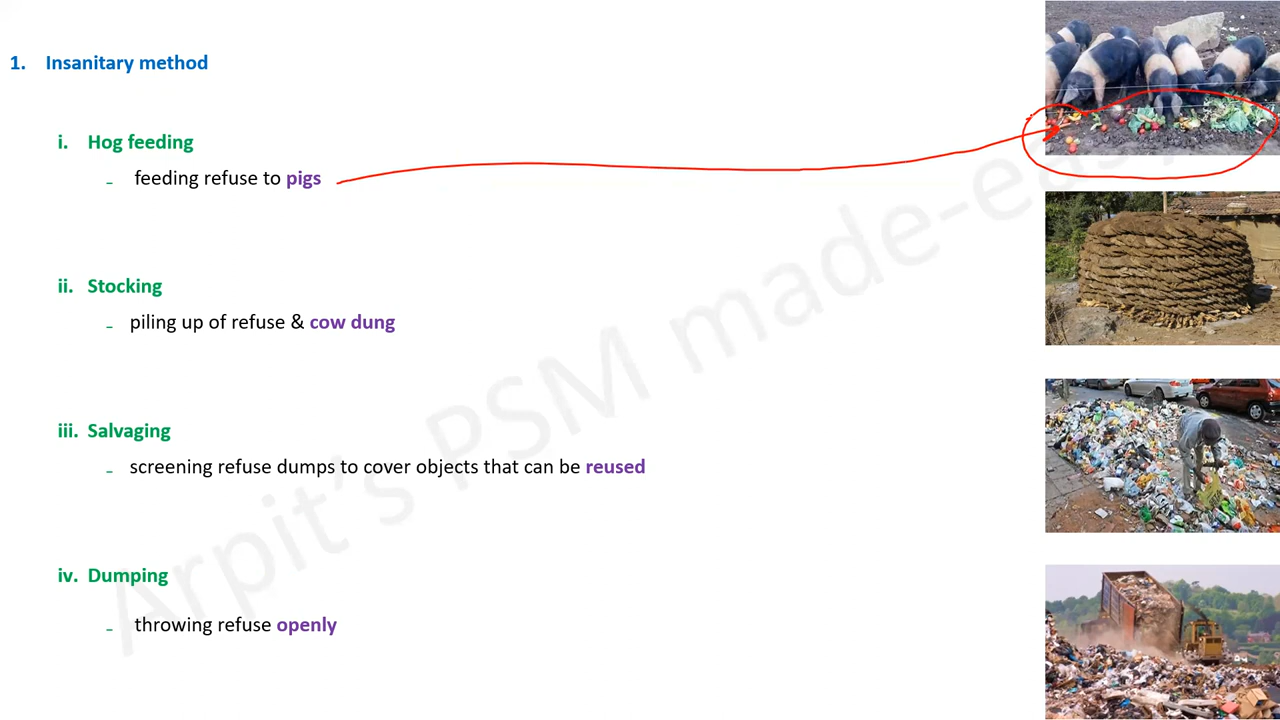 1. Insanitary method
i. Hog feeding
- feeding refuse to pigs
ii. Stocking
- piling up of refuse & cow dung
iii. Salvaging
- screening refuse dumps to cover objects that can be reused
iv. Dumping
- throwing refuse openly
Arpit's PSM made-easy